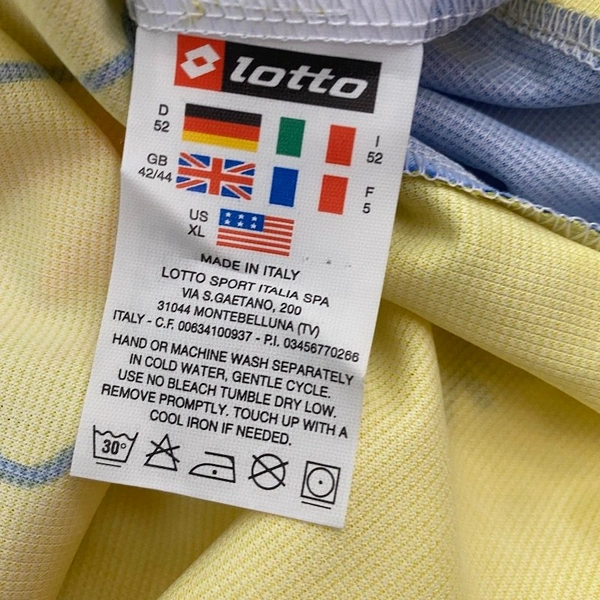 lotto
D
52
I
52
GB
42/44
F
5
US
XL
MADE IN ITALY
LOTTO SPORT ITALIA SPA
VIA S.GAETANO, 200
31044 MONTEBELLUNA (TV)
ITALY - C.F. 00634100937 - P.I. 03456770266
HAND OR MACHINE WASH SEPARATELY
IN COLD WATER, GENTLE CYCLE.
USE NO BLEACH TUMBLE DRY LOW.
REMOVE PROMPTLY. TOUCH UP WITH A
COOL IRON IF NEEDED.
30°